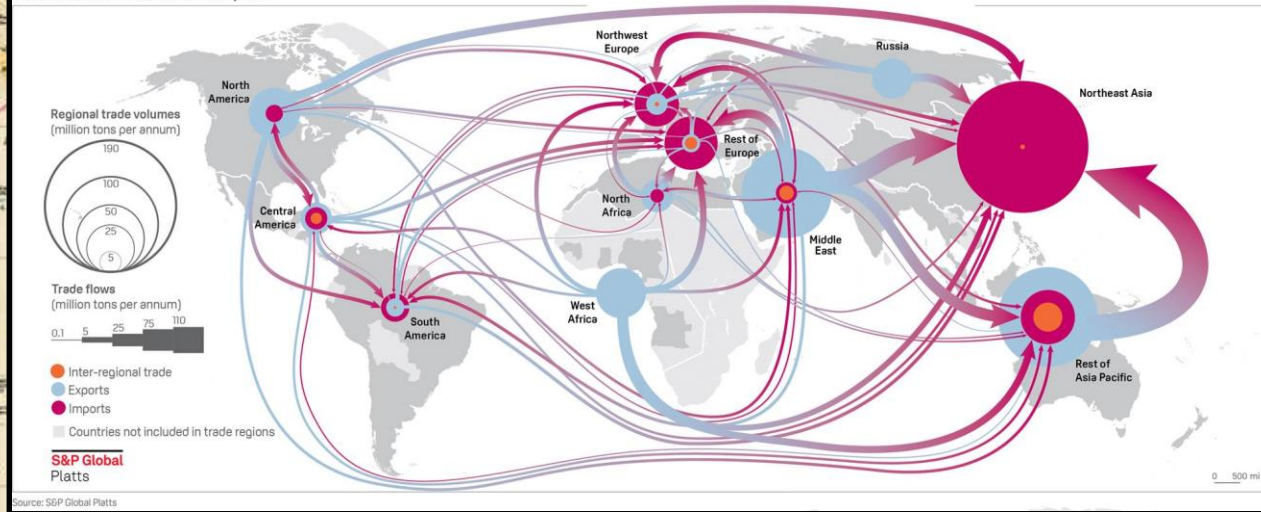 Northwest
Europe
Russia
North
America
Northeast Asia
Regional trade volumes
(million tons per annum)
190
100
50
25
5
Rest of
Europe
North
Africa
Central
America
Middle
East
Trade flows
(million tons per annum)
0.1 5 25 75 110
West
Africa
South
America
Rest of
Asia Pacific
Inter-regional trade
Exports
Imports
Countries not included in trade regions
S&P Global
Platts
0 500 mi
Source: S&P Global Platts